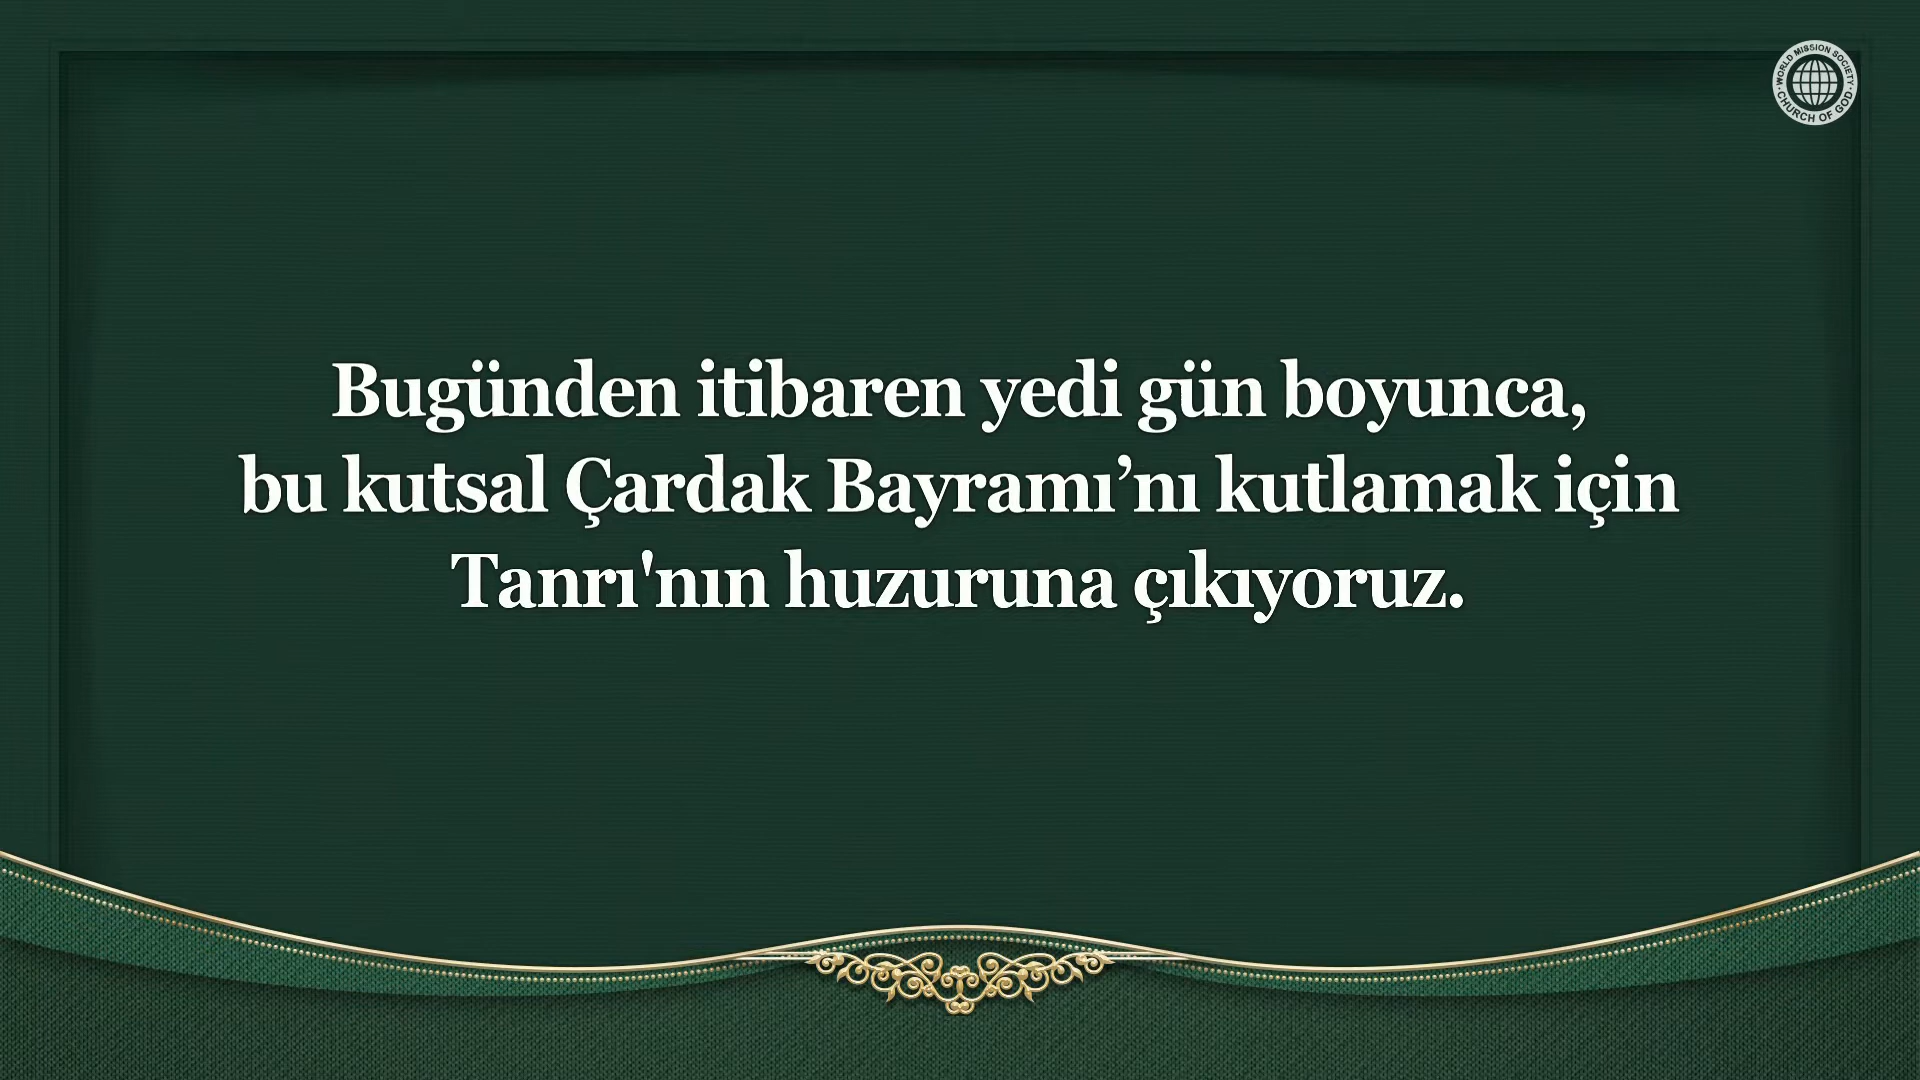 WORLD MISSION SOCIETY
CHURCH OF GOD
Bugünden itibaren yedi gün boyunca,
bu kutsal Çardak Bayramı’nı kutlamak için
Tanrı'nın huzuruna çıkıyoruz.